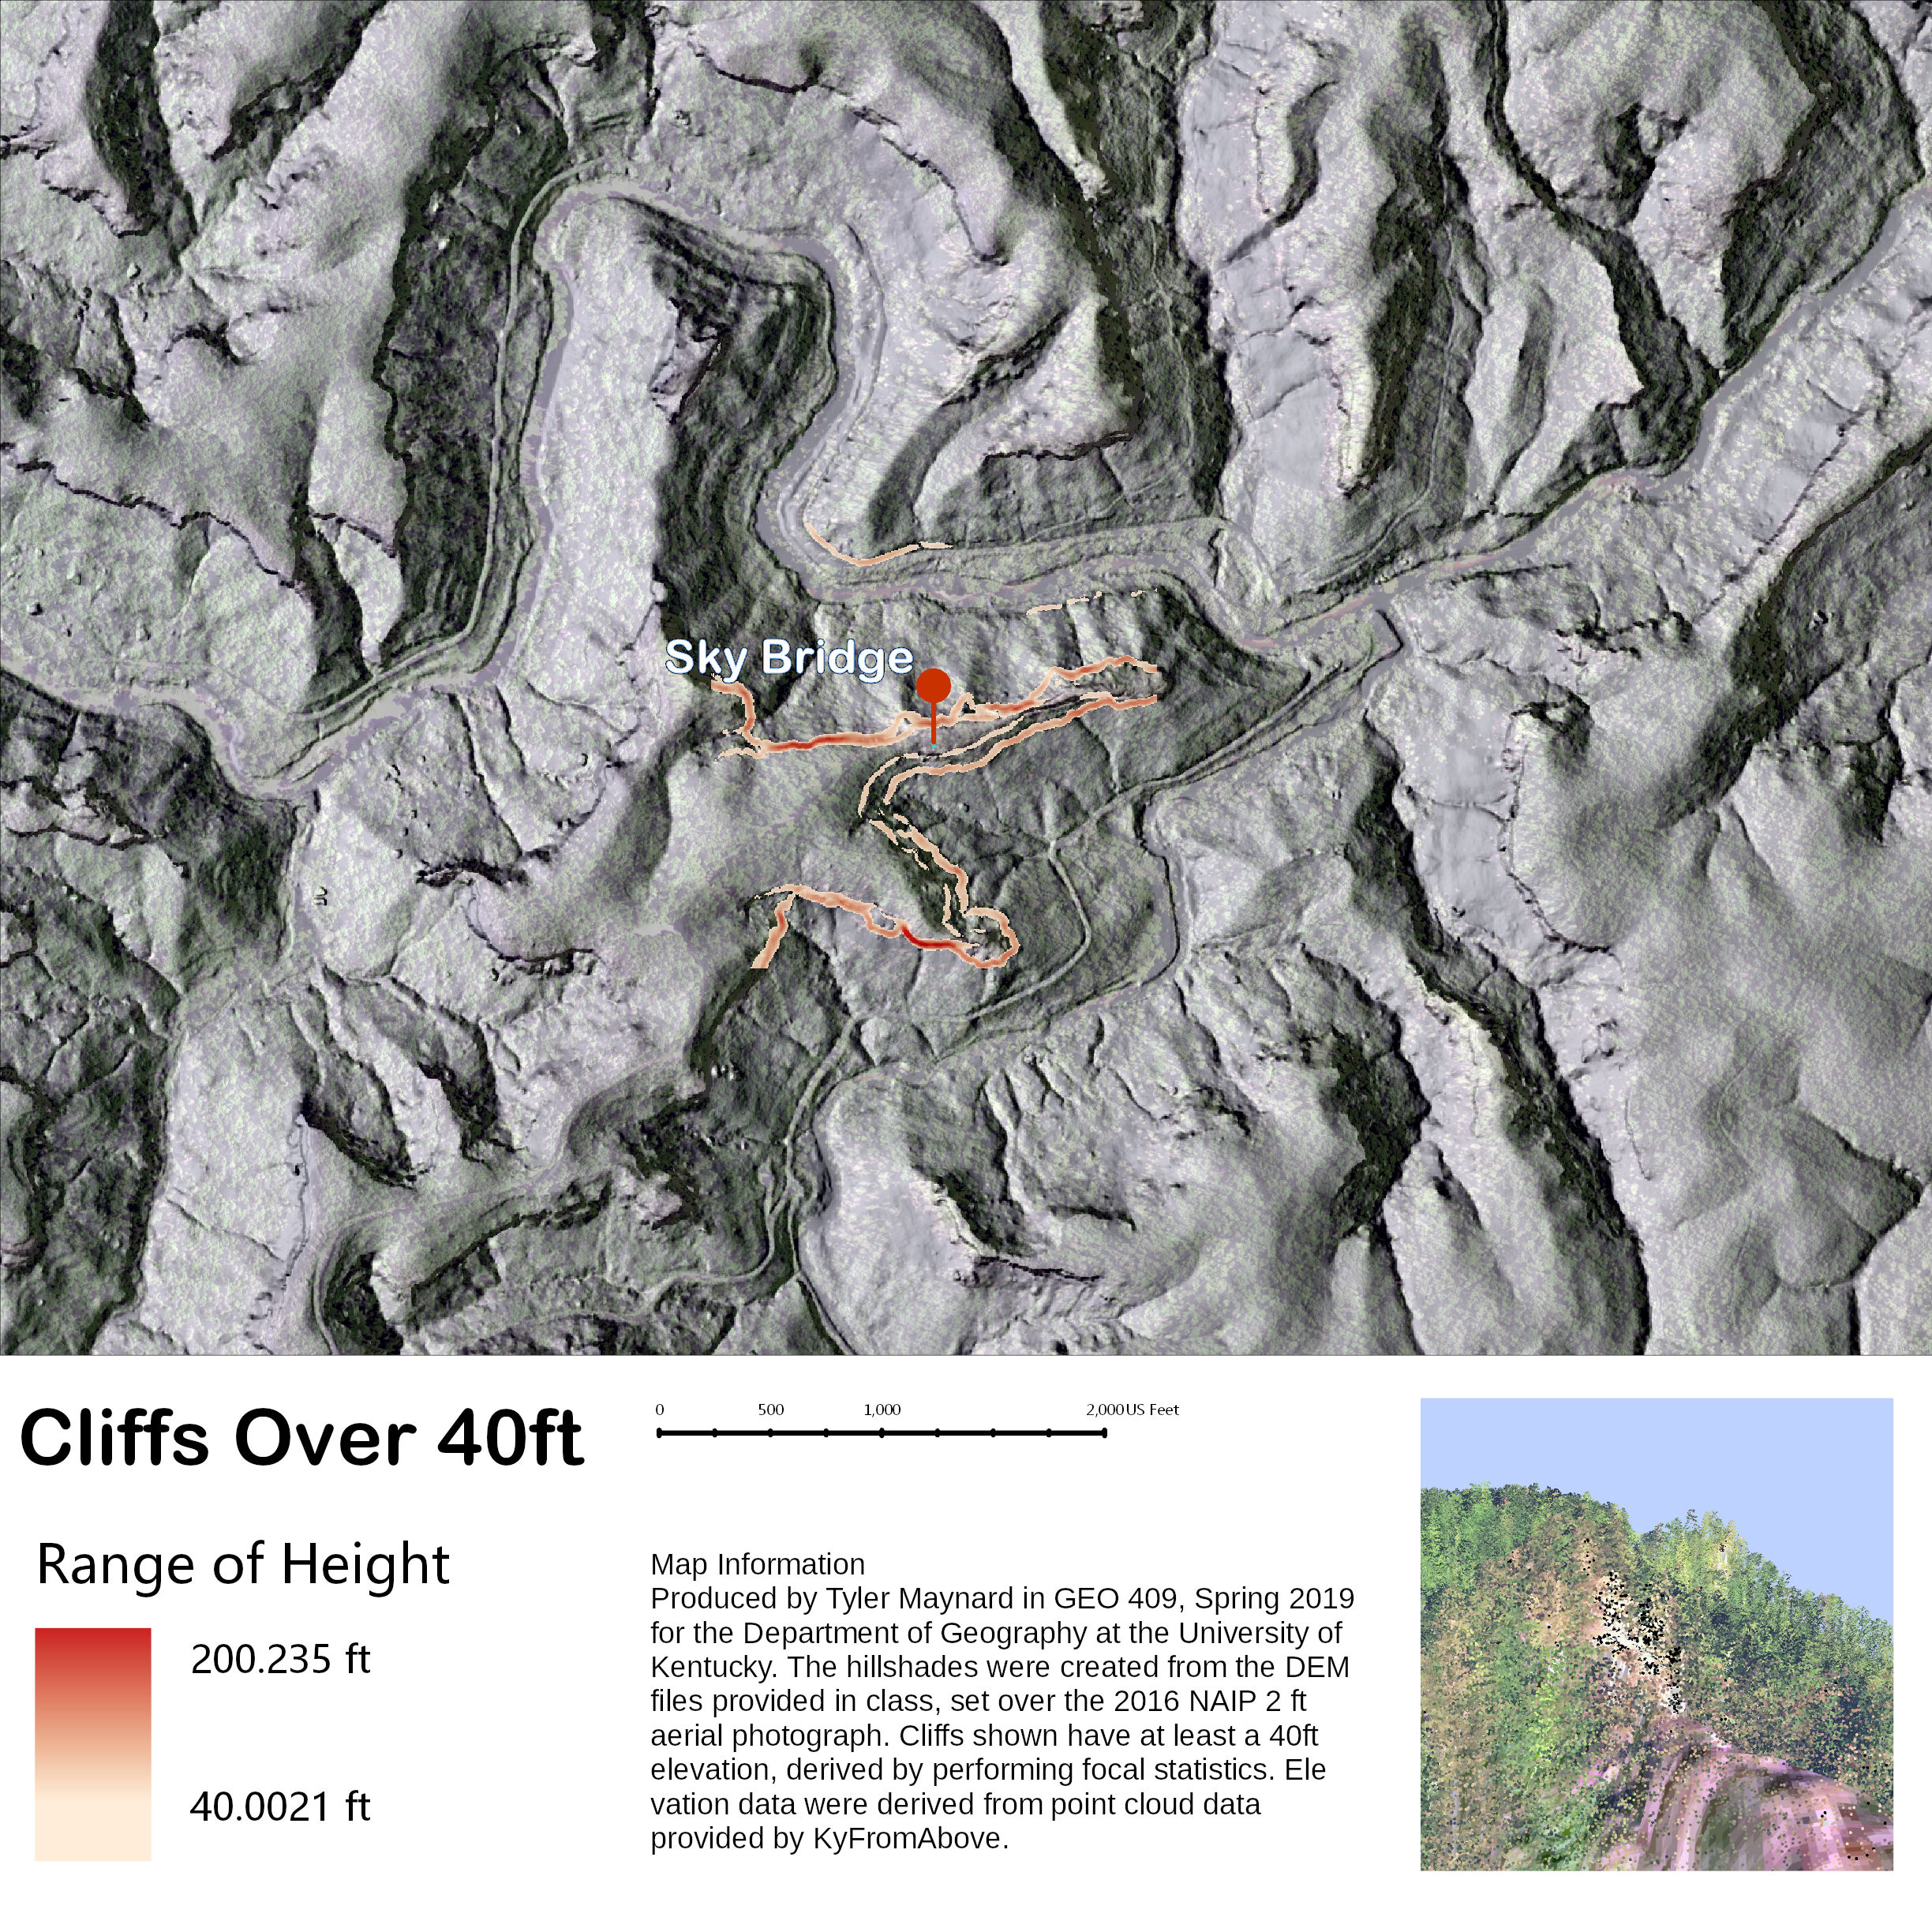 Sky Bridge
Cliffs Over 40ft
0 500 1,000 2,000 US Feet
Range of Height
200.235 ft
40.0021 ft
Map Information
Produced by Tyler Maynard in GEO 409, Spring 2019
for the Department of Geography at the University of
Kentucky. The hillshades were created from the DEM
files provided in class, set over the 2016 NAIP 2 ft
aerial photograph. Cliffs shown have at least a 40ft
elevation, derived by performing focal statistics. Ele
vation data were derived from point cloud data
provided by KyFromAbove.